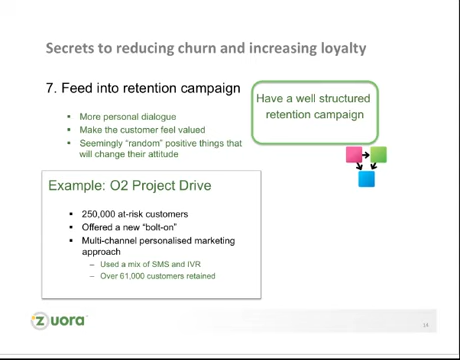 Secrets to reducing churn and increasing loyalty
7. Feed into retention campaign
▪ More personal dialogue
▪ Make the customer feel valued
▪ Seemingly "random" positive things that
will change their attitude
Have a well structured
retention campaign
Example: O2 Project Drive
▪ 250,000 at-risk customers
▪ Offered a new "bolt-on"
▪ Multi-channel personalised marketing
approach
– Used a mix of SMS and IVR
– Over 61,000 customers retained
zuora
14